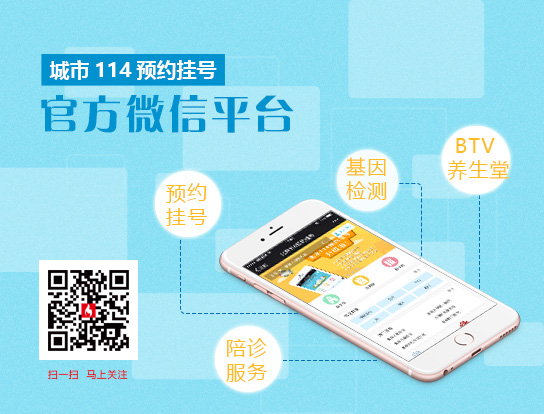 城市 114 预约挂号
官方微信平台
BTV
养生堂
基因
检测
预约
挂号
陪诊
服务
扫一扫 马上关注